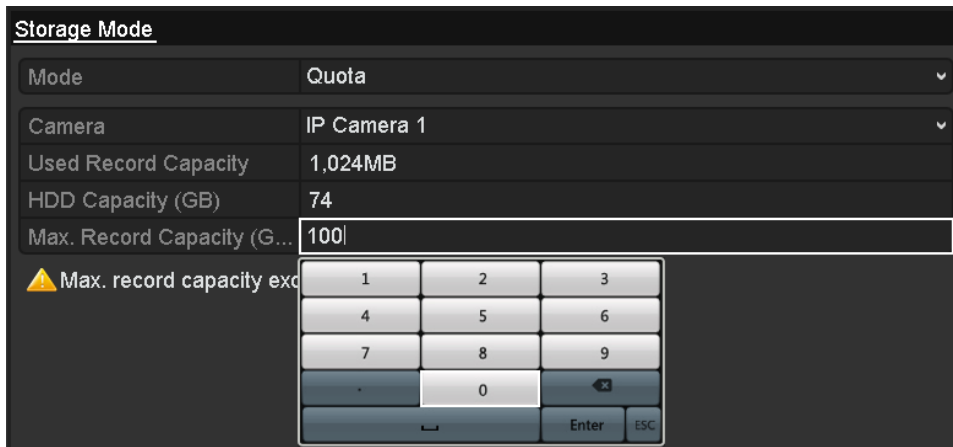 Storage Mode
Mode Quota
Camera IP Camera 1
Used Record Capacity 1,024MB
HDD Capacity (GB) 74
Max. Record Capacity (G... 100
Max. record capacity exc
1 2 3
4 5 6
7 8 9
. 0
Enter ESC